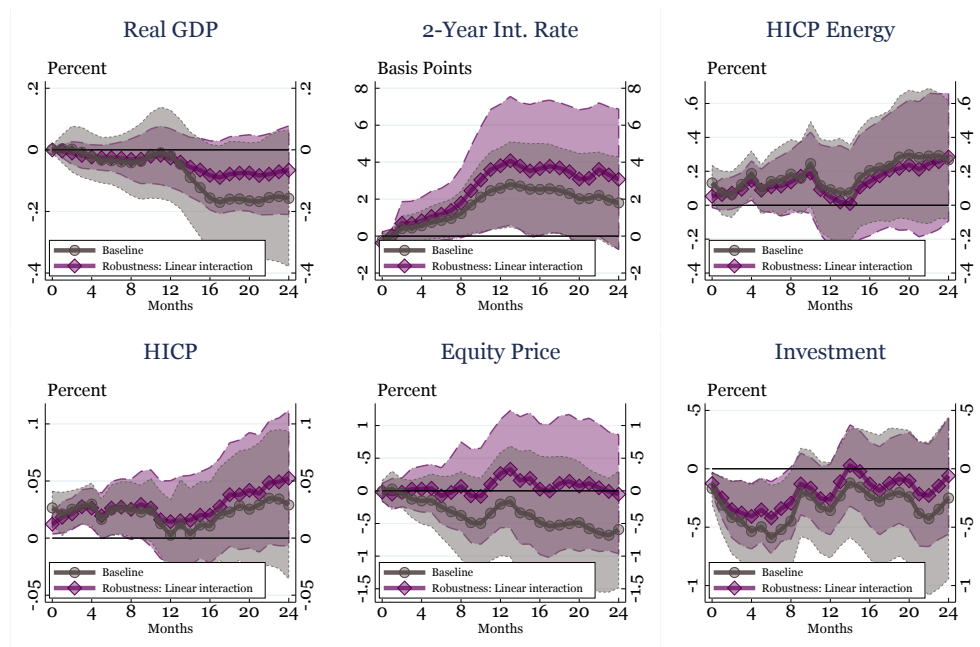 Real GDP
Percent
.2
0
-.2
-.4
.2
0
-.2
-.4
Baseline
Robustness: Linear interaction
0 4 8 12 16 20 24
Months
2-Year Int. Rate
Basis Points
8
6
4
2
0
-2
8
6
4
2
0
-2
Baseline
Robustness: Linear interaction
0 4 8 12 16 20 24
Months
HICP Energy
Percent
.6
.4
.2
0
-.2
-.4
.6
.4
.2
0
-.2
-.4
Baseline
Robustness: Linear interaction
0 4 8 12 16 20 24
Months
HICP
Percent
.1
.05
0
-.05
.1
.05
0
-.05
Baseline
Robustness: Linear interaction
0 4 8 12 16 20 24
Months
Equity Price
Percent
1
.5
0
-.5
-1
-1.5
1
.5
0
-.5
-1
-1.5
Baseline
Robustness: Linear interaction
0 4 8 12 16 20 24
Months
Investment
Percent
.5
0
-.5
-1
.5
0
-.5
-1
Baseline
Robustness: Linear interaction
0 4 8 12 16 20 24
Months